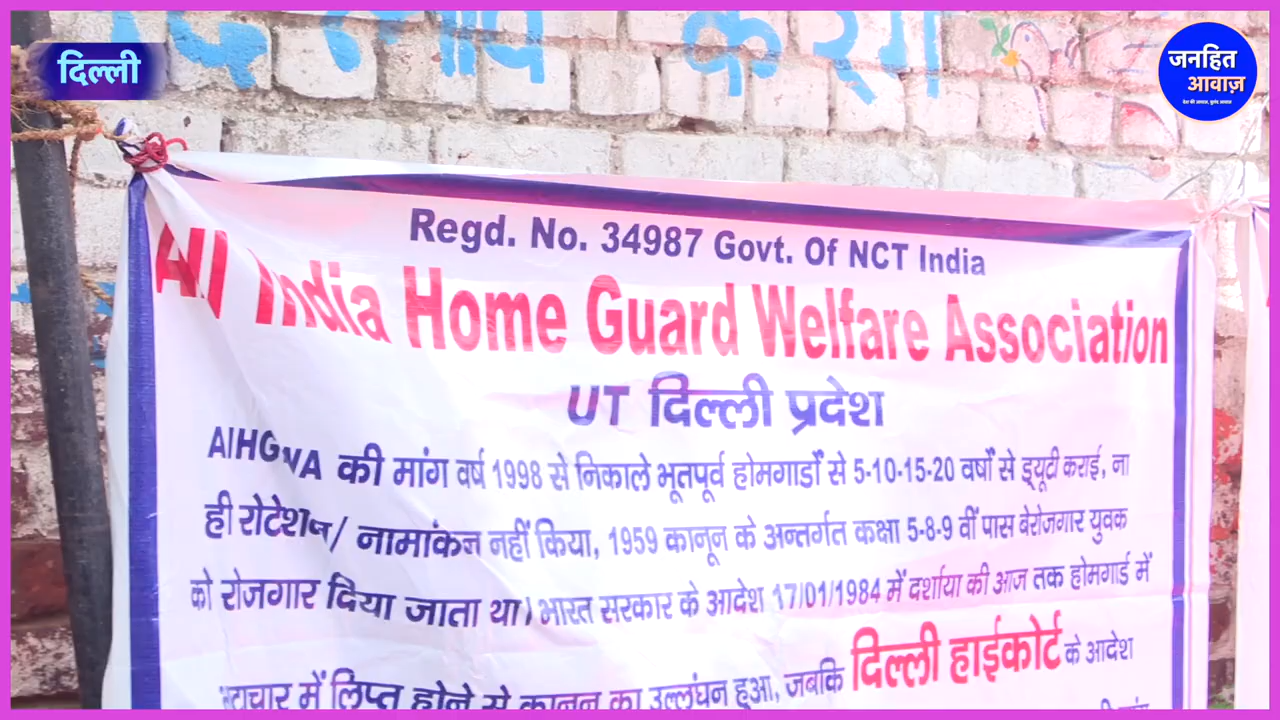 दिल्ली
जनहित
आवाज़
Regd. No. 34987 Govt. Of NCT India
All India Home Guard Welfare Association
UT दिल्ली प्रदेश
AIHGWA की मांग वर्ष 1998 से निकाले भूतपूर्व होमगार्डों से 5-10-15-20 वर्षों से ड्यूटी कराई, ना
ही रोटेशन/ नामांकन नहीं किया, 1959 कानून के अन्तर्गत कक्षा 5-8-9 वीं पास बेरोजगार युवक
को रोजगार दिया जाता था। भारत सरकार के आदेश 17/01/1984 में दर्शाया की आज तक होमगार्ड में
में लिप्त होने से कानून का उल्लंघन हुआ, जबकि दिल्ली हाईकोर्ट के आदेश